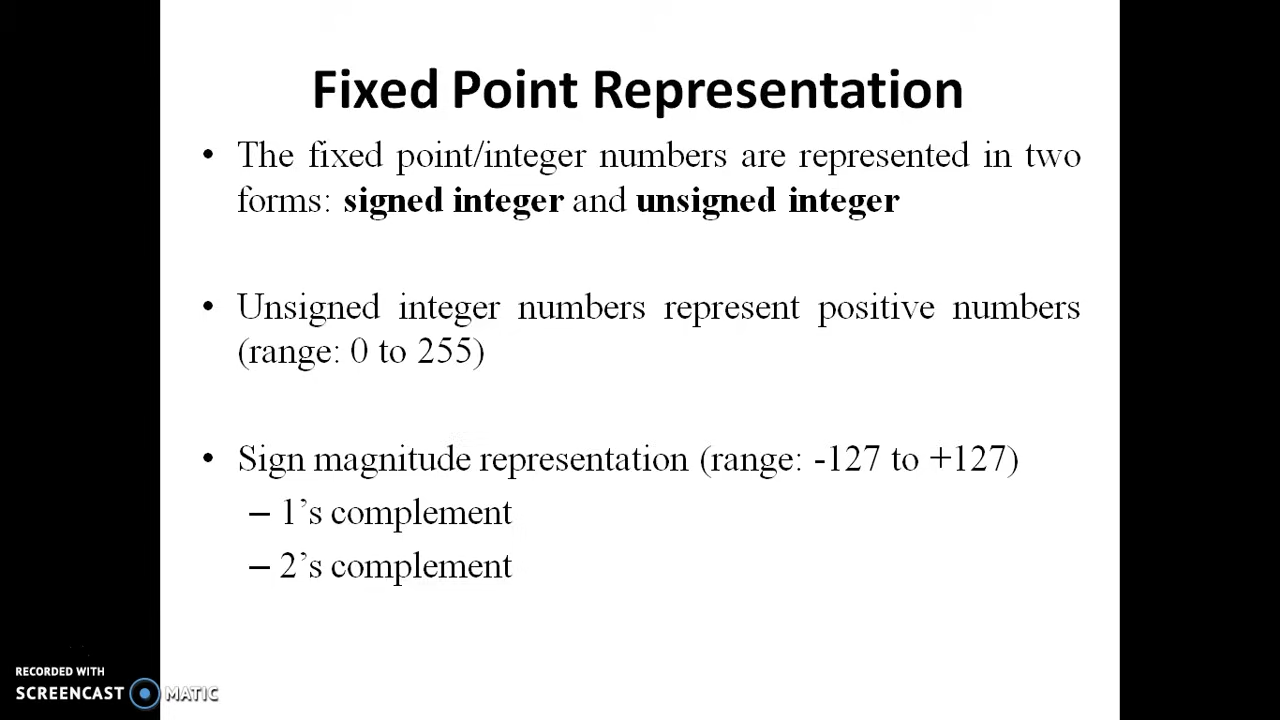 Fixed Point Representation
• The fixed point/integer numbers are represented in two
forms: signed integer and unsigned integer
• Unsigned integer numbers represent positive numbers
(range: 0 to 255)
• Sign magnitude representation (range: -127 to +127)
– 1’s complement
– 2’s complement
RECORDED WITH
SCREENCAST MATIC